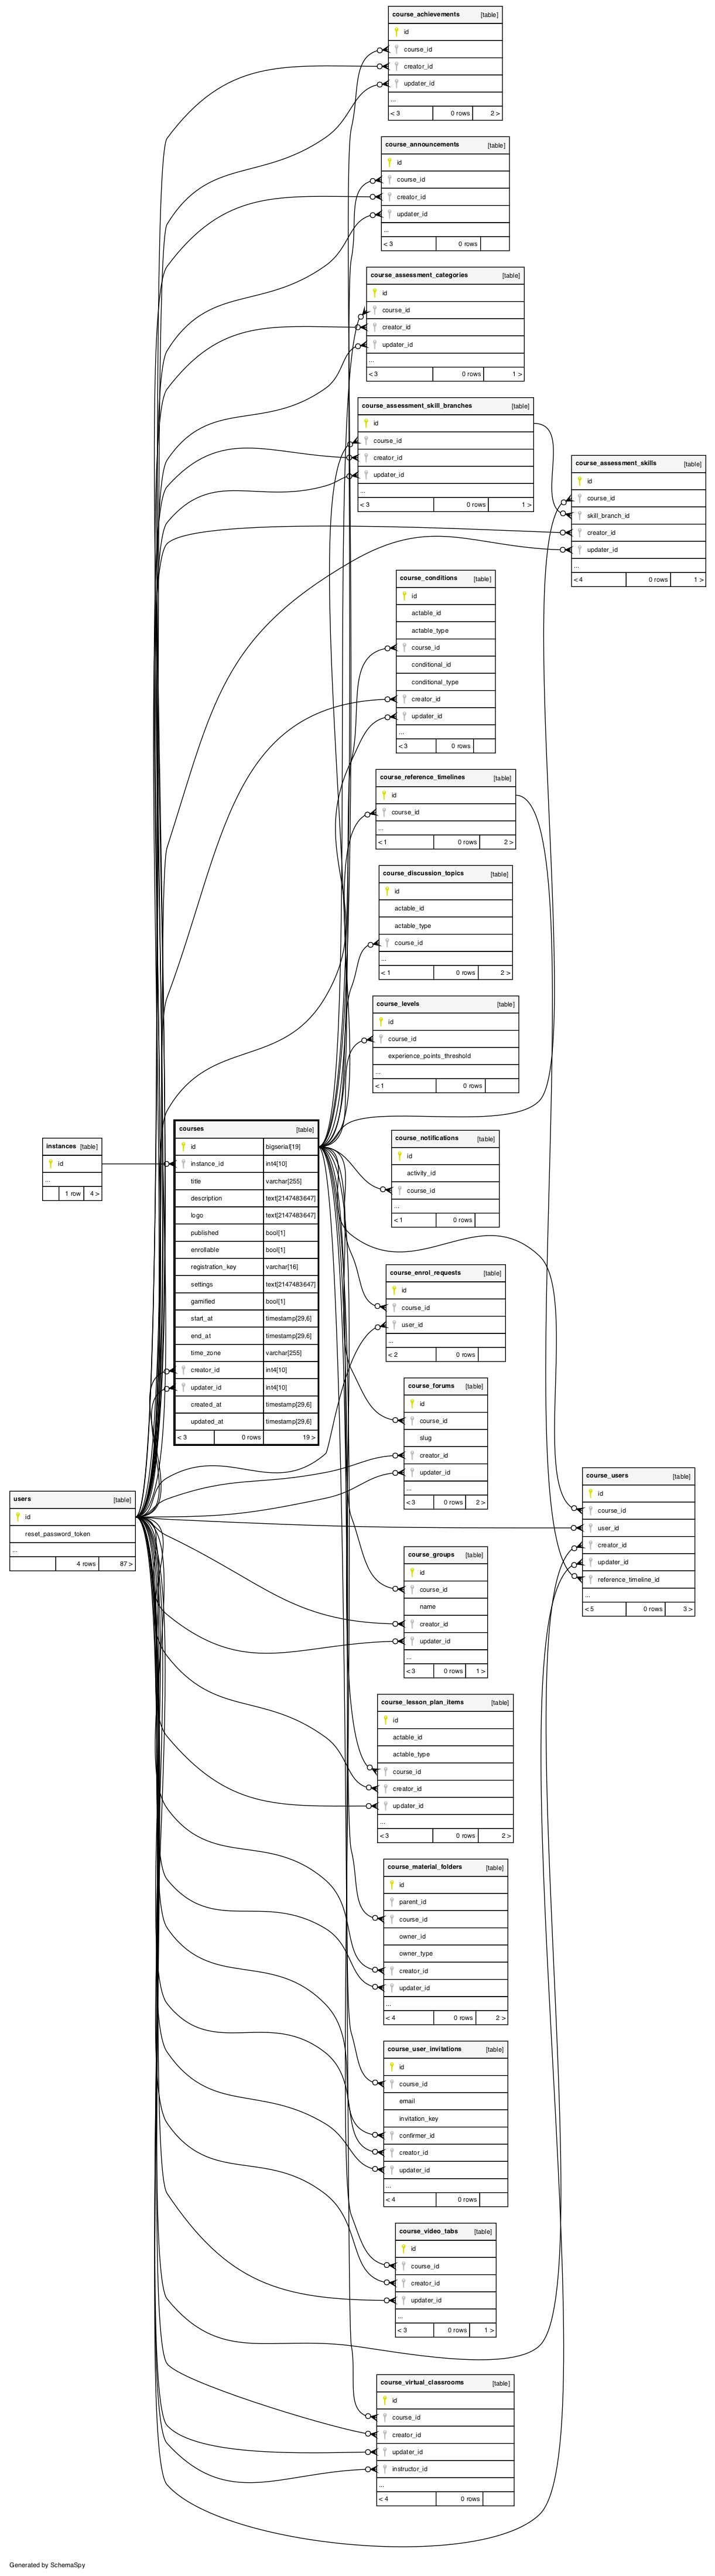 course_achievements [table]
id
course_id
creator_id
updater_id
...
< 3 0 rows 2 >
course_announcements [table]
id
course_id
creator_id
updater_id
...
< 3 0 rows
course_assessment_categories [table]
id
course_id
creator_id
updater_id
...
< 3 0 rows 1 >
course_assessment_skill_branches [table]
id
course_id
creator_id
updater_id
...
< 3 0 rows 1 >
course_assessment_skills [table]
id
course_id
skill_branch_id
creator_id
updater_id
...
< 4 0 rows 1 >
course_conditions [table]
id
actable_id
actable_type
course_id
conditional_id
conditional_type
creator_id
updater_id
...
< 3 0 rows
course_reference_timelines [table]
id
course_id
...
< 1 0 rows 2 >
course_discussion_topics [table]
id
actable_id
actable_type
course_id
...
< 1 0 rows 2 >
course_levels [table]
id
course_id
experience_points_threshold
...
< 1 0 rows
courses [table]
id bigserial[19]
instance_id int4[10]
title varchar[255]
description text[2147483647]
logo text[2147483647]
published bool[1]
enrollable bool[1]
registration_key varchar[16]
settings text[2147483647]
gamified bool[1]
start_at timestamp[29,6]
end_at timestamp[29,6]
time_zone varchar[255]
creator_id int4[10]
updater_id int4[10]
created_at timestamp[29,6]
updated_at timestamp[29,6]
< 3 0 rows 19 >
instances [table]
id
...
1 row 4 >
course_notifications [table]
id
activity_id
course_id
...
< 1 0 rows
course_enrol_requests [table]
id
course_id
user_id
...
< 2 0 rows
course_forums [table]
id
course_id
slug
creator_id
updater_id
...
< 3 0 rows 2 >
course_users [table]
id
course_id
user_id
creator_id
updater_id
reference_timeline_id
...
< 5 0 rows 3 >
users [table]
id
reset_password_token
...
4 rows 87 >
course_groups [table]
id
course_id
name
creator_id
updater_id
...
< 3 0 rows 1 >
course_lesson_plan_items [table]
id
actable_id
actable_type
course_id
creator_id
updater_id
...
< 3 0 rows 2 >
course_material_folders [table]
id
parent_id
course_id
owner_id
owner_type
creator_id
updater_id
...
< 4 0 rows 2 >
course_user_invitations [table]
id
course_id
email
invitation_key
confirmer_id
creator_id
updater_id
...
< 4 0 rows
course_video_tabs [table]
id
course_id
creator_id
updater_id
...
< 3 0 rows 1 >
course_virtual_classrooms [table]
id
course_id
creator_id
updater_id
instructor_id
...
< 4 0 rows
Generated by SchemaSpy